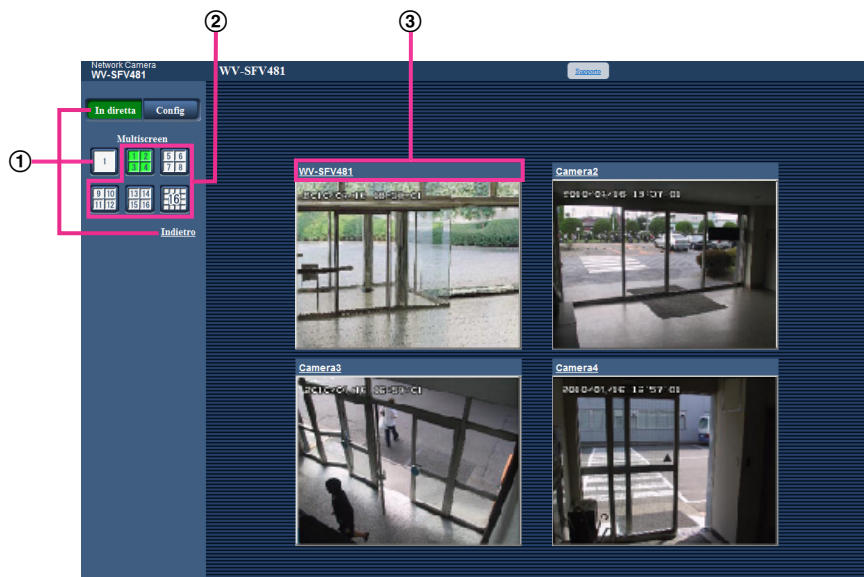 ② ③
Network Camera
WV-SFV481
WV-SFV481
Supporto
In diretta Config
Multiscreen
① 1 1 2 3 4 5 6 7 8
9 10 11 12 13 14 15 16 16
Indietro
WV-SFV481 Camera2
Camera3 Camera4